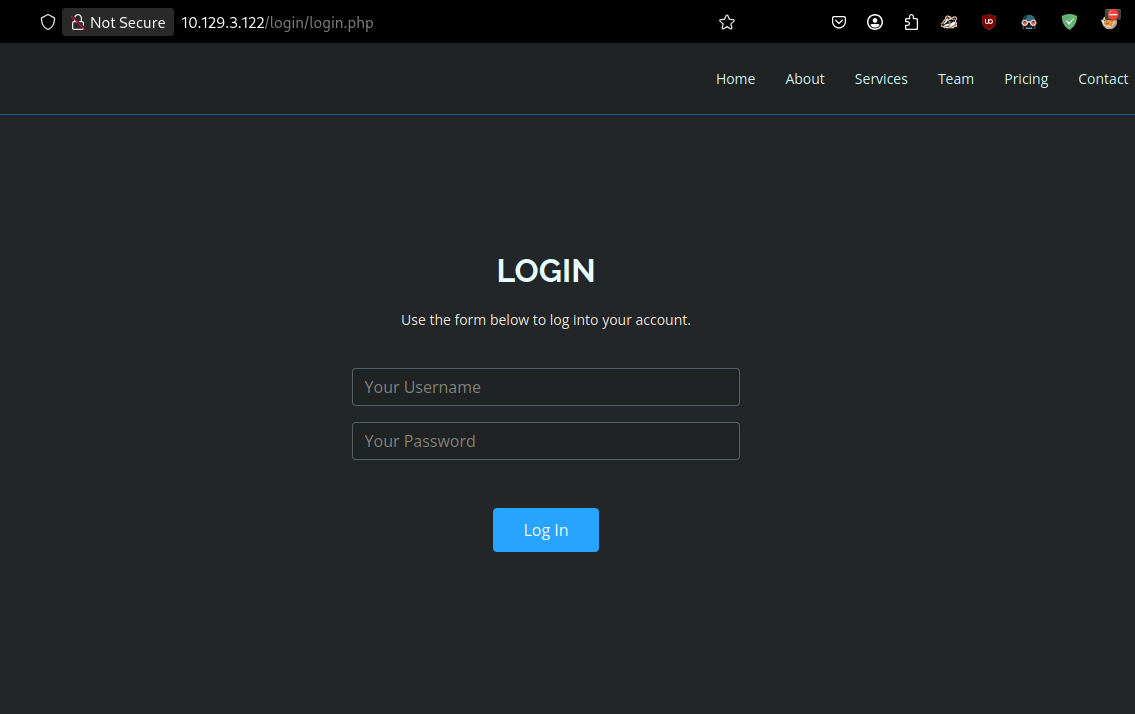 Not Secure 10.129.3.122/login/login.php
Home About Services Team Pricing Contact
LOGIN
Use the form below to log into your account.
Your Username
Your Password
Log In